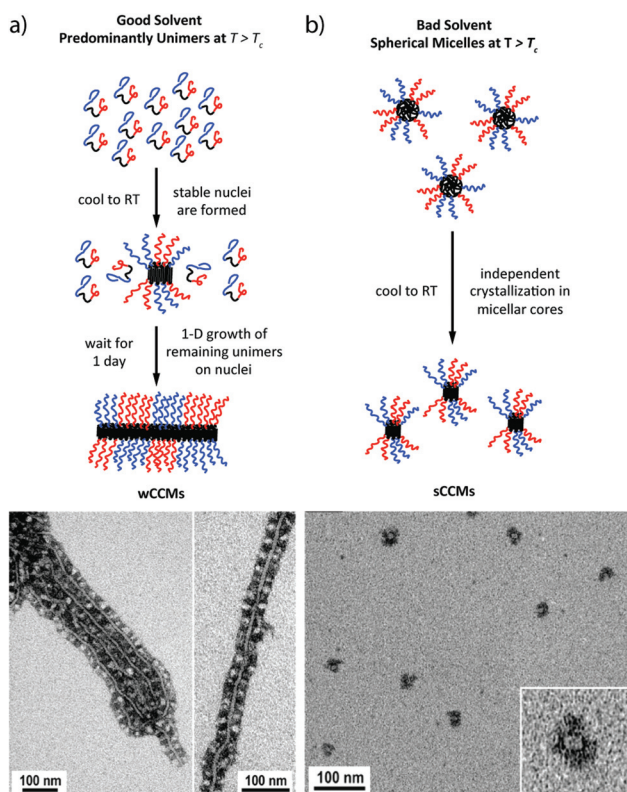 a)
Good Solvent
Predominantly Unimers at T > Tc
cool to RT
stable nuclei
are formed
wait for
1 day
1-D growth of
remaining unimers
on nuclei
wCCMs
100 nm
100 nm
b)
Bad Solvent
Spherical Micelles at T > Tc
cool to RT
independent
crystallization in
micellar cores
sCCMs
100 nm